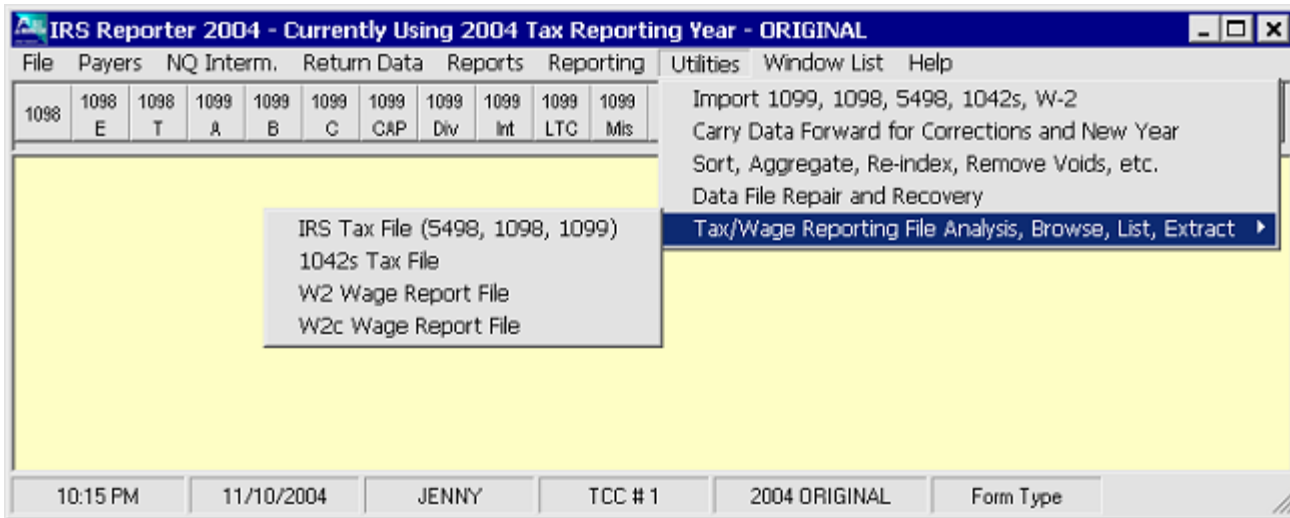 IRS Reporter 2004 - Currently Using 2004 Tax Reporting Year - ORIGINAL
File Payers NQ Interm. Return Data Reports Reporting Utilities Window List Help
1098 1098 E 1098 T 1099 A 1099 B 1099 C 1099 CAP 1099 Div 1099 Int 1099 LTC 1099 Mis
Import 1099, 1098, 5498, 1042s, W-2
Carry Data Forward for Corrections and New Year
Sort, Aggregate, Re-index, Remove Voids, etc.
Data File Repair and Recovery
Tax/Wage Reporting File Analysis, Browse, List, Extract
IRS Tax File (5498, 1098, 1099)
1042s Tax File
W2 Wage Report File
W2c Wage Report File
10:15 PM 11/10/2004 JENNY TCC # 1 2004 ORIGINAL Form Type